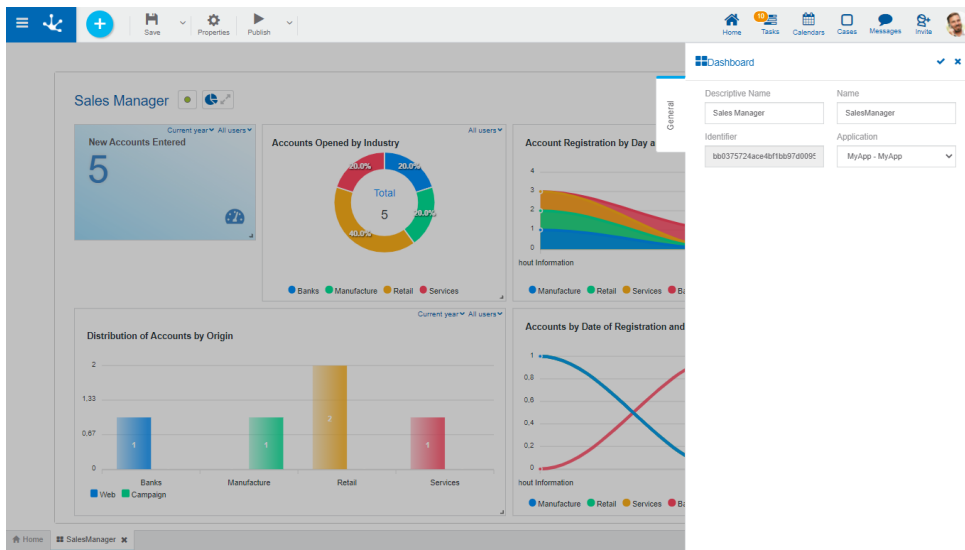 Save
Properties
Publish
Home
10
Tasks
Calendars
Cases
Messages
Invite
Sales Manager
Current year All users
New Accounts Entered
5
All users
Accounts Opened by Industry
20.0%
20.0%
Total
5
20.0%
40.0%
Banks Manufacture Retail Services
Account Registration by Day a
4
3
2
1
0
hout Information
Manufacture Retail Services Ba
Current year All users
Distribution of Accounts by Origin
2
1,33
0,67
0
1
1
2
1
Banks Manufacture Retail Services
Web Campaign
Accounts by Date of Registration and
1
0.8
0.6
0.4
0.2
0
hout Information
Manufacture Retail Services Ba
General
Dashboard
Descriptive Name
Name
Sales Manager
SalesManager
Identifier
Application
bb0375724ace4bf1bb97d0095
MyApp - MyApp
Home
SalesManager